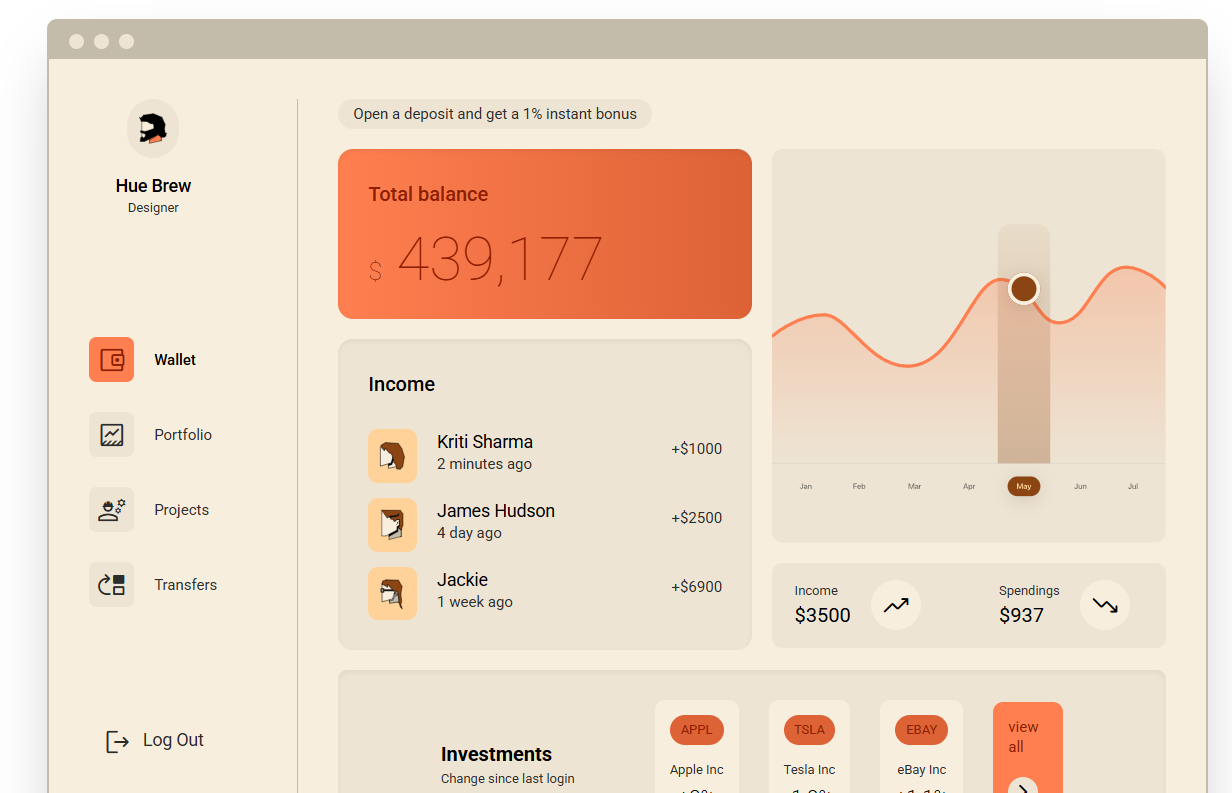 Hue Brew
Designer
Wallet
Portfolio
Projects
Transfers
Log Out
Open a deposit and get a 1% instant bonus
Total balance
$ 439,177
Income
Kriti Sharma
2 minutes ago
+$1000
James Hudson
4 day ago
+$2500
Jackie
1 week ago
+$6900
Jan Feb Mar Apr May Jun Jul
Income
$3500
Spendings
$937
Investments
Change since last login
APPL
Apple Inc
TSLA
Tesla Inc
EBAY
eBay Inc
view
all